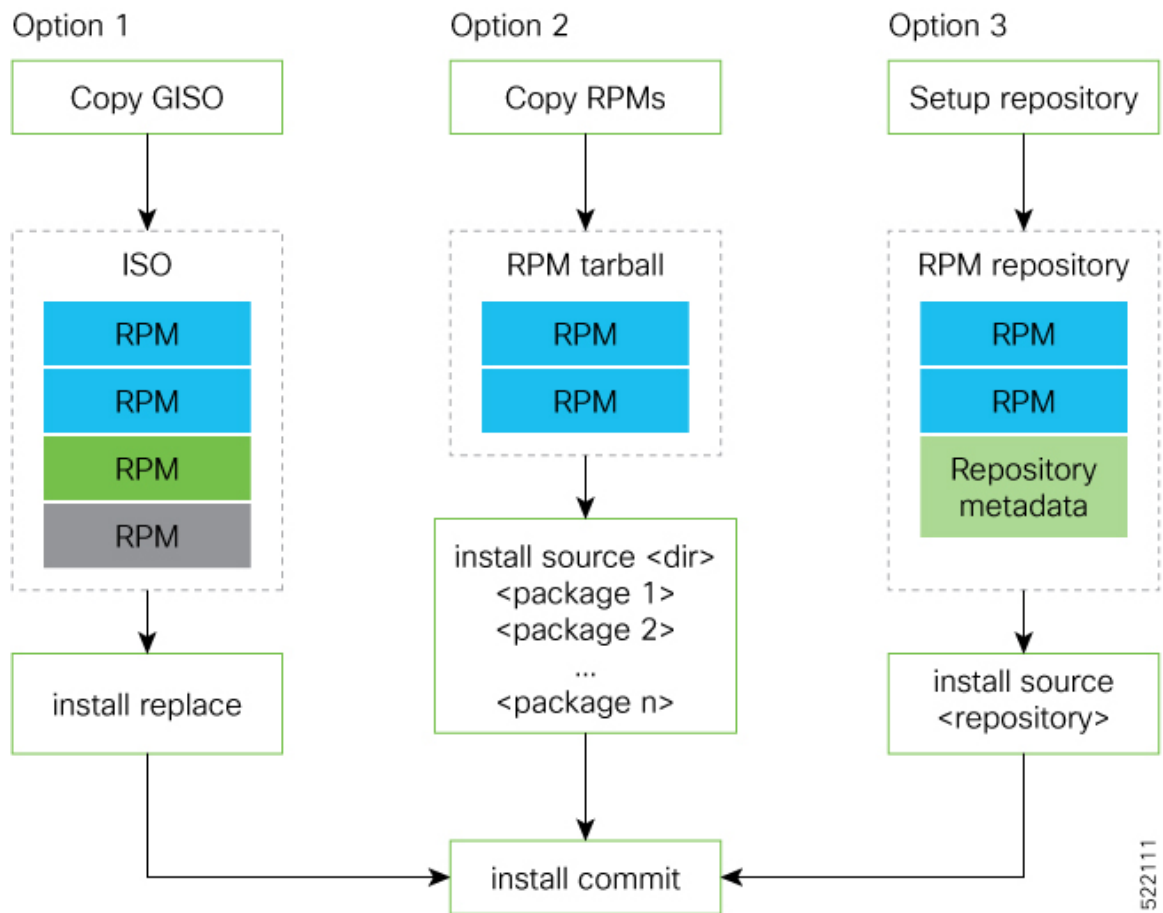 Option 1
Copy GISO
ISO
RPM
RPM
RPM
RPM
install replace
Option 2
Copy RPMs
RPM tarball
RPM
RPM
install source <dir>
<package 1>
<package 2>
...
<package n>
Option 3
Setup repository
RPM repository
RPM
RPM
Repository
metadata
install source
<repository>
install commit
522111